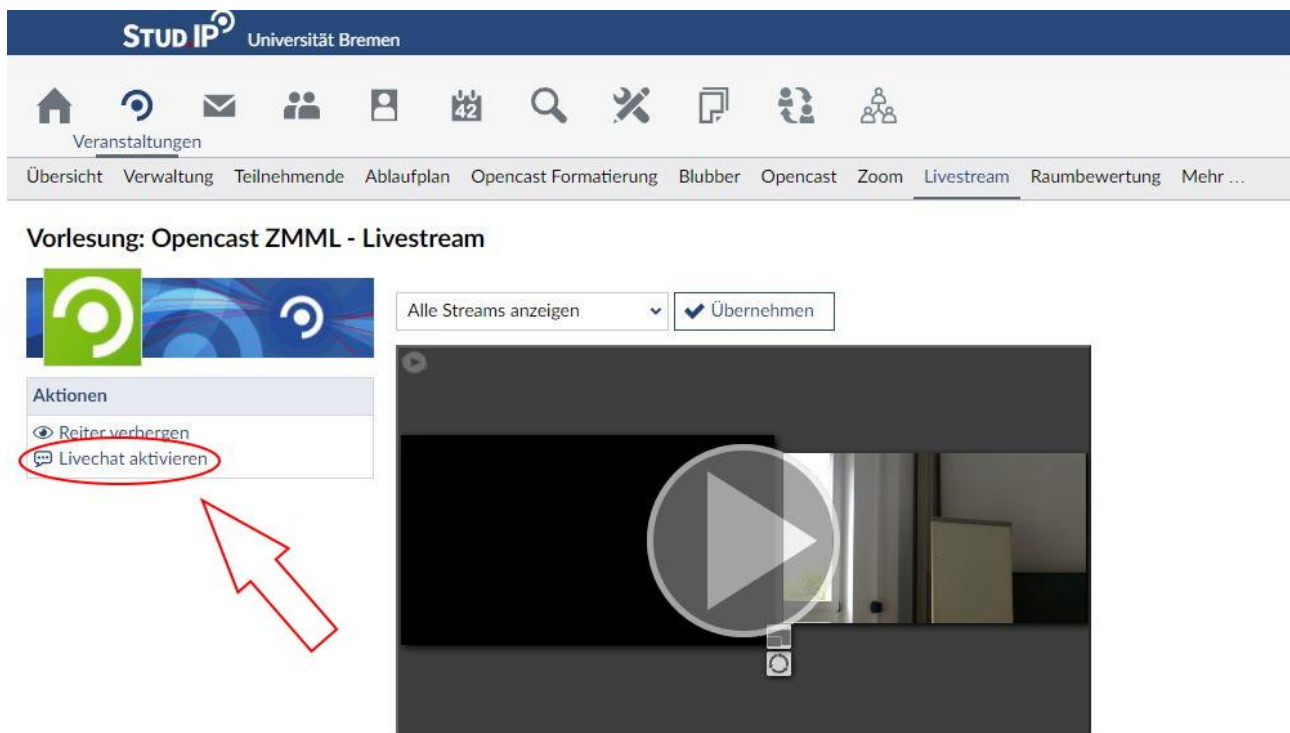 STUD.IP Universität Bremen
42
Veranstaltungen
Übersicht Verwaltung Teilnehmende Ablaufplan Opencast Formatierung Blubber Opencast Zoom Livestream Raumbewertung Mehr ...
Vorlesung: Opencast ZMML - Livestream
Alle Streams anzeigen Übernehmen
Aktionen
Reiter verbergen
Livechat aktivieren